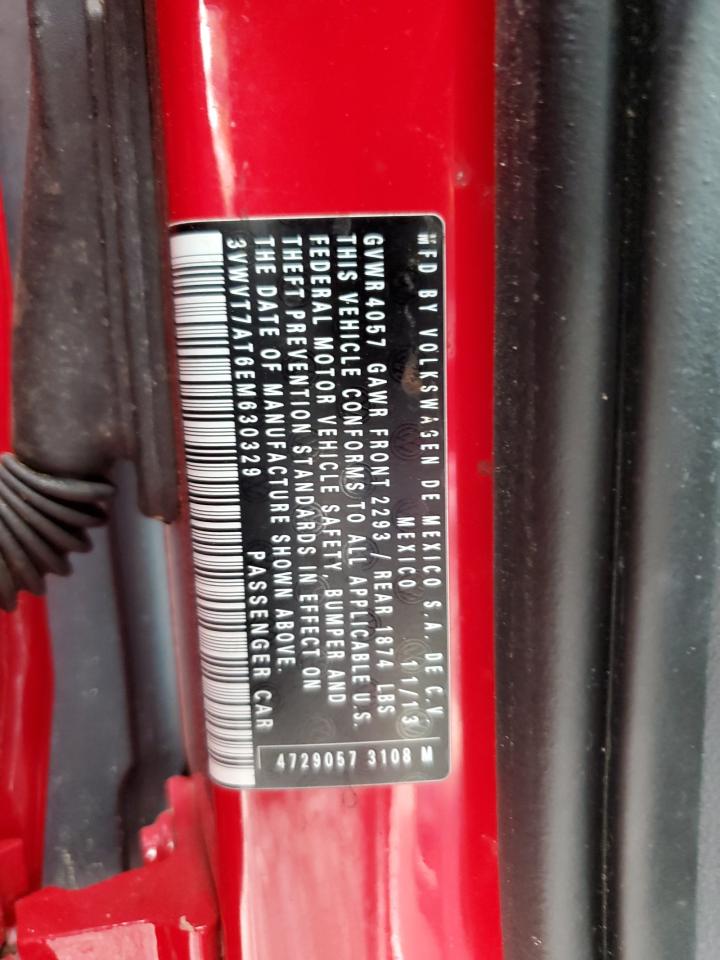 MFD BY VOLKSWAGEN DE MEXICO S.A. DE C.V.
MEXICO 11/13
GVWR 4057 GAWR FRONT 2293 / REAR 1874 LBS
THIS VEHICLE CONFORMS TO ALL APPLICABLE U.S.
FEDERAL MOTOR VEHICLE SAFETY, BUMPER AND
THEFT PREVENTION STANDARDS IN EFFECT ON
THE DATE OF MANUFACTURE SHOWN ABOVE.
3VWVT7AT6EM630329 PASSENGER CAR
4729057 3108 M